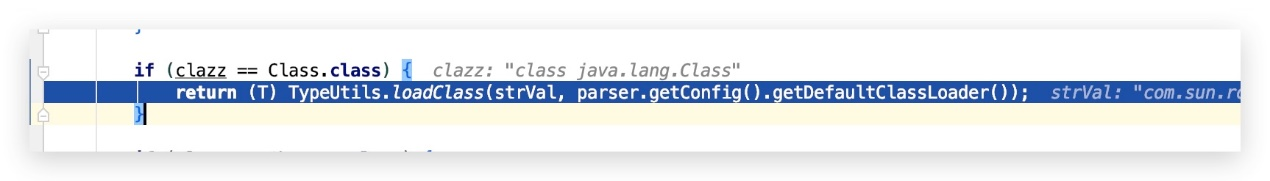 }
if (clazz == Class.class) {  clazz: "class java.lang.Class"
return (T) TypeUtils.loadClass(strVal, parser.getConfig().getDefaultClassLoader());  strVal: "com.sun.ro
}